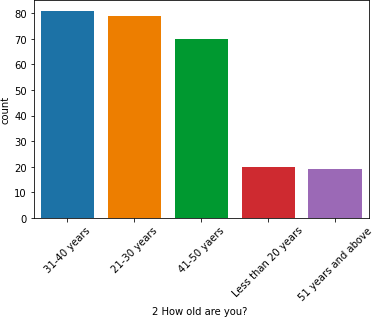 80
70
60
50
40
30
20
10
0
count
31-40 years
21-30 years
41-50 yaers
Less than 20 years
51 years and above
2 How old are you?